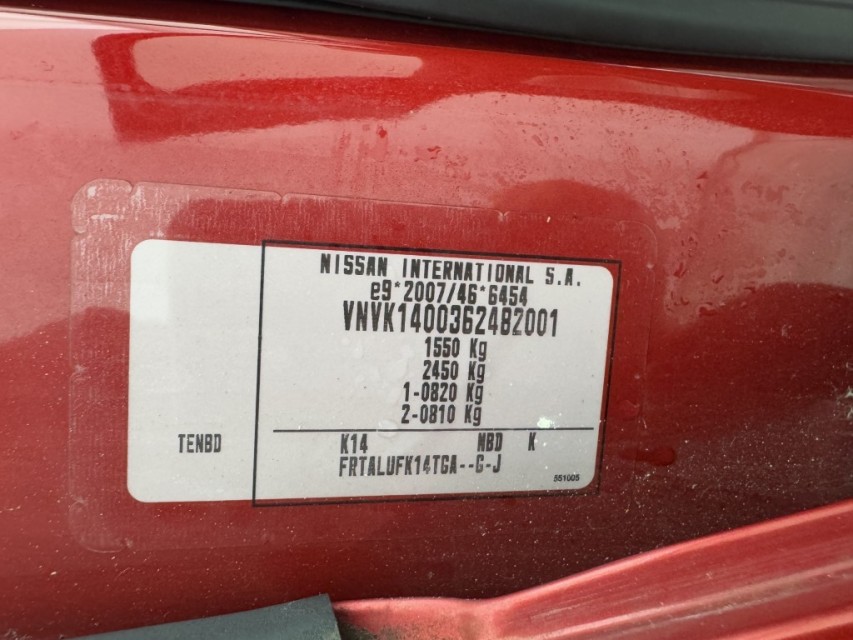 NISSAN INTERNATIONAL S.A.
e9*2007/46*6454
VNVK1400362482001
1550 Kg
2450 Kg
1-0820 Kg
2-0810 Kg
TENBD K14 NBD K
FRTALUFK14TGA--C-J
551005